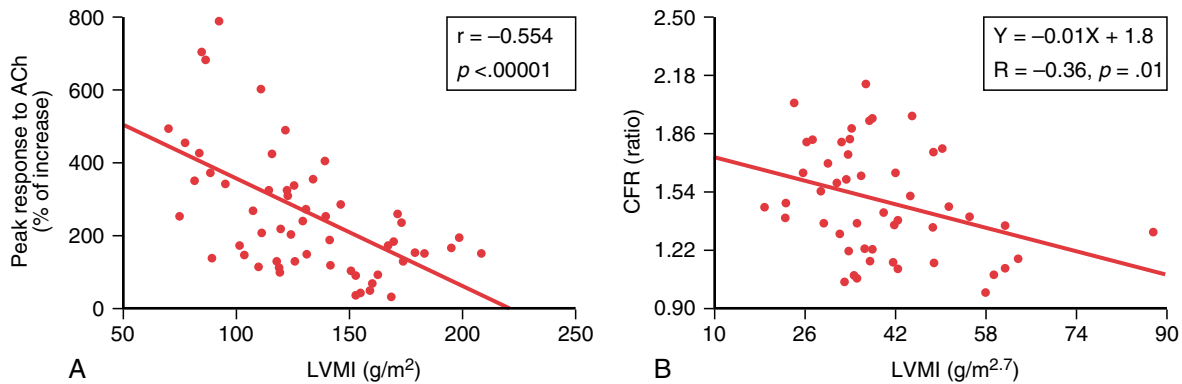 800
600
400
200
0
50
100
150
200
250
Peak response to ACh
(% of increase)
LVMI (g/m²)
r = –0.554
p <.00001
A
2.50
2.18
1.86
1.54
1.22
0.90
10
26
42
58
74
90
CFR (ratio)
LVMI (g/m²·⁷)
Y = –0.01X + 1.8
R = –0.36, p = .01
B